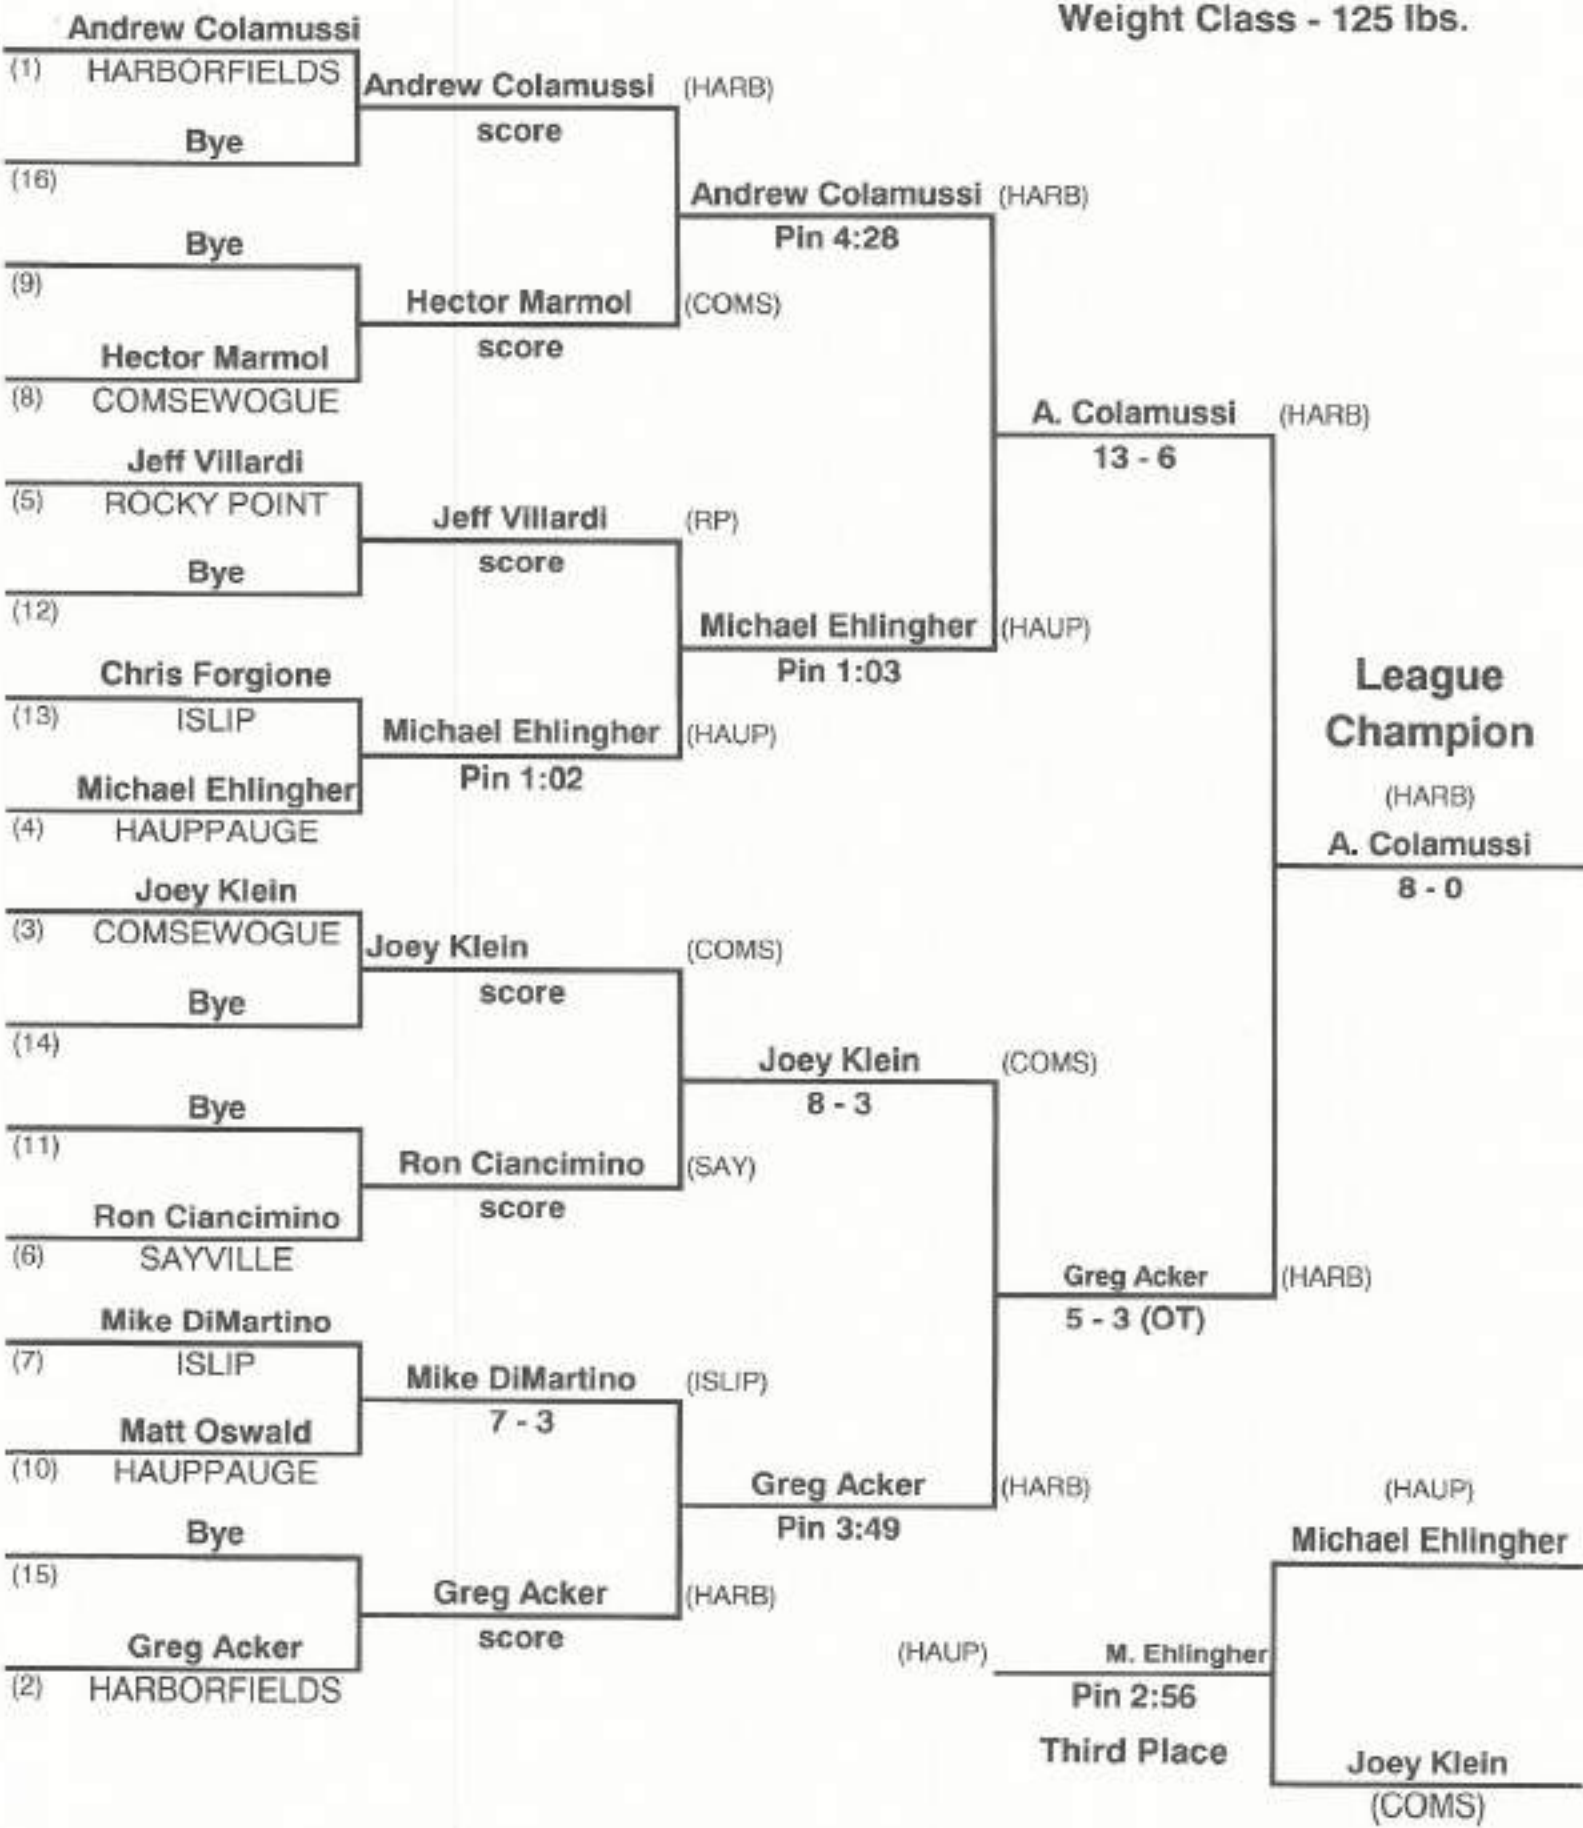 Weight Class - 125 lbs.
Andrew Colamussi
(1) HARBORFIELDS
Bye
(16)
Bye
(9)
Hector Marmol
(8) COMSEWOGUE
Jeff Villardi
(5) ROCKY POINT
Bye
(12)
Chris Forgione
(13) ISLIP
Michael Ehlingher
(4) HAUPPAUGE
Joey Klein
(3) COMSEWOGUE
Bye
(14)
Bye
(11)
Ron Ciancimino
(6) SAYVILLE
Mike DiMartino
(7) ISLIP
Matt Oswald
(10) HAUPPAUGE
Bye
(15)
Greg Acker
(2) HARBORFIELDS
Andrew Colamussi (HARB)
score
Hector Marmol (COMS)
score
Jeff Villardi (RP)
score
Michael Ehlingher (HAUP)
Pin 1:02
Joey Klein (COMS)
score
Ron Ciancimino (SAY)
score
Mike DiMartino (ISLIP)
7 - 3
Greg Acker (HARB)
score
Andrew Colamussi (HARB)
Pin 4:28
Michael Ehlingher (HAUP)
Pin 1:03
Joey Klein (COMS)
8 - 3
Greg Acker (HARB)
Pin 3:49
A. Colamussi (HARB)
13 - 6
Greg Acker (HARB)
5 - 3 (OT)
League
Champion
(HARB)
A. Colamussi
8 - 0
(HAUP)
Michael Ehlingher
(HAUP) M. Ehlingher
Pin 2:56
Third Place
Joey Klein
(COMS)